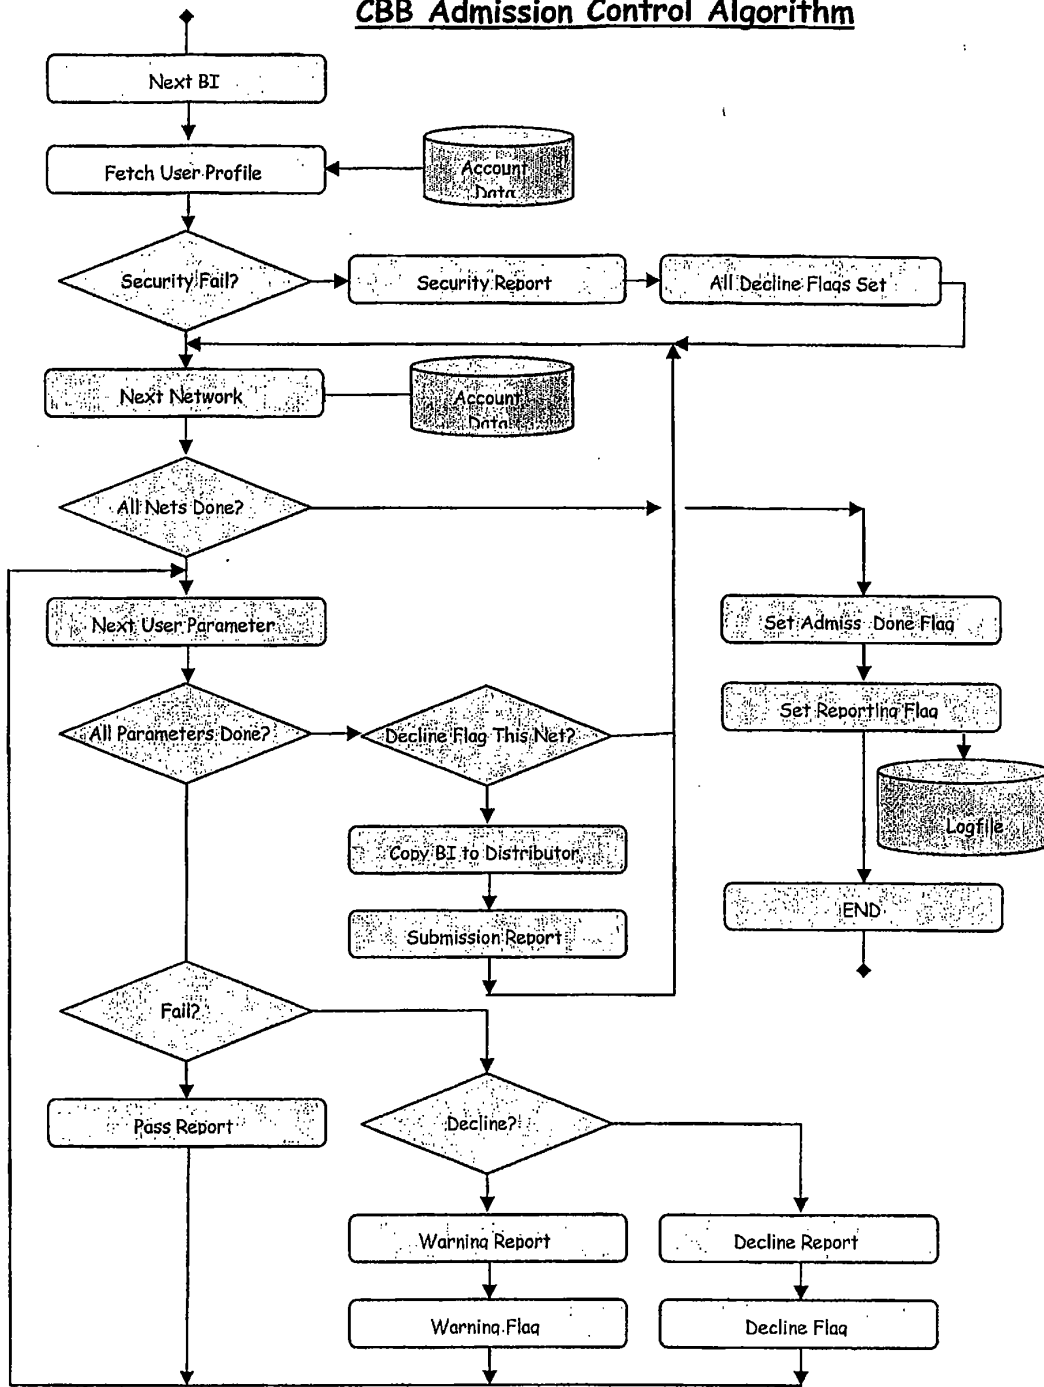 CBB Admission Control Algorithm
Next BI
Fetch User Profile
Account
Data
Security Fail?
Security Report
All Decline Flags Set
Next Network
Account
Data
All Nets Done?
Next User Parameter
Set Admiss Done Flag
Set Reporting Flag
All Parameters Done?
Decline Flag This Net?
Logfile
Copy BI to Distributor
END
Submission Report
Fail?
Pass Report
Decline?
Warning Report
Decline Report
Warning Flag
Decline Flag